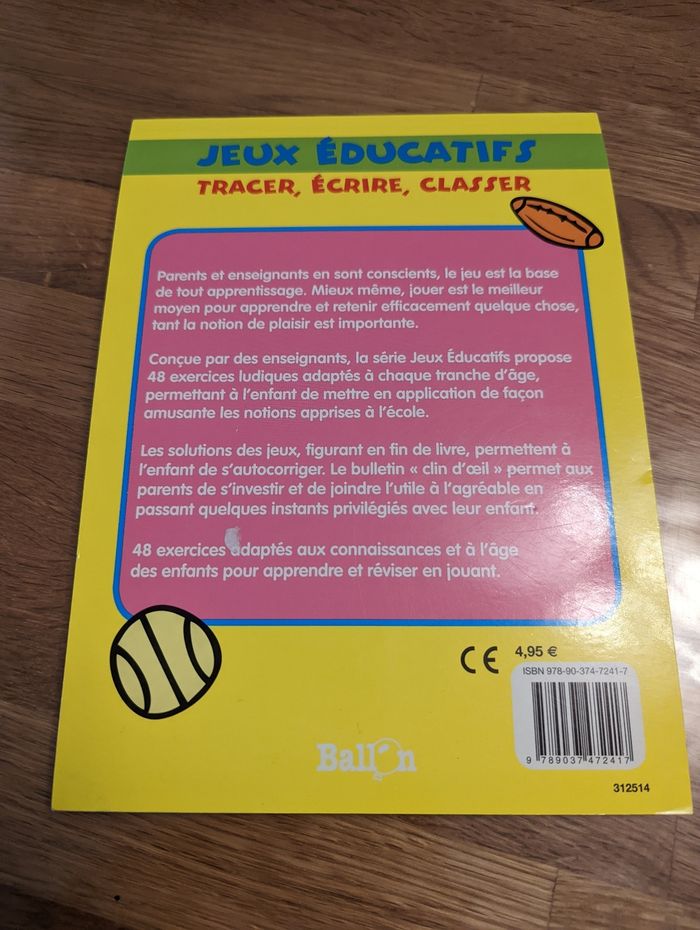 JEUX ÉDUCATIFS
TRACER, ÉCRIRE, CLASSER
Parents et enseignants en sont conscients, le jeu est la base
de tout apprentissage. Mieux même, jouer est le meilleur
moyen pour apprendre et retenir efficacement quelque chose,
tant la notion de plaisir est importante.
Conçue par des enseignants, la série Jeux Éducatifs propose
48 exercices ludiques adaptés à chaque tranche d'âge,
permettant à l'enfant de mettre en application de façon
amusante les notions apprises à l'école.
Les solutions des jeux, figurant en fin de livre, permettent à
l'enfant de s'autocorriger. Le bulletin « clin d'œil » permet aux
parents de s'investir et de joindre l'utile à l'agréable en
passant quelques instants privilégiés avec leur enfant.
48 exercices adaptés aux connaissances et à l'âge
des enfants pour apprendre et réviser en jouant.
CE 4,95 €
ISBN 978-90-374-7241-7
9 789037 472417
Ballon
312514